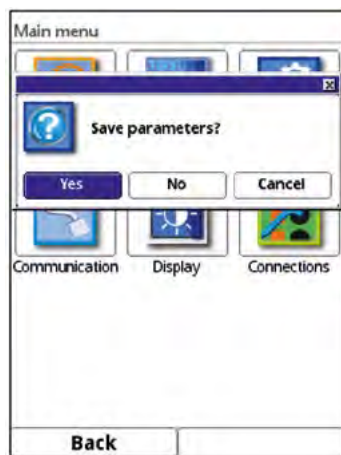 Main menu
Save parameters?
Yes No Cancel
Communication Display Connections
Back